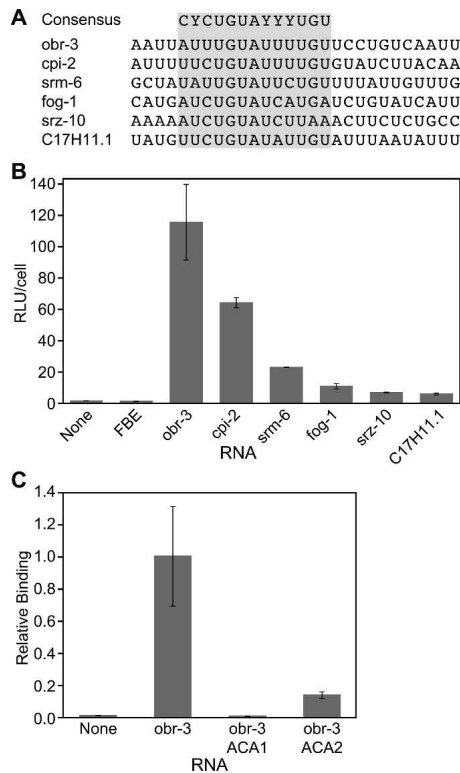 A
Consensus CYCUGUAYYYUGU
obr-3 AAUUAUUUGUAUUUUGUUCCUGUCAAUU
cpi-2 AUUUUUCUGUAUUUUGUGUAUCUUACAA
srm-6 GCUAUAUUGUAUUCUGUUUUAUUGUUUG
fog-1 CAUGAUCUGUAUCAUGAUCUGUAUCAUU
srz-10 AAAAAUCUGUAUCUUAAACUUCUCUGCC
C17H11.1 UAUGUUCUGUAUAUUGUAUUUAAUAUUU
B
RLU/cell
140
120
100
80
60
40
20
0
None FBE obr-3 cpi-2 srm-6 fog-1 srz-10 C17H11.1
RNA
C
Relative Binding
1.4
1.2
1.0
0.8
0.6
0.4
0.2
0.0
None obr-3 obr-3 obr-3
ACA1 ACA2
RNA